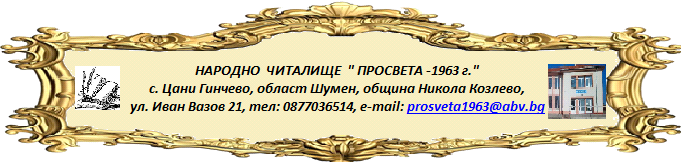 НАРОДНО ЧИТАЛИЩЕ " ПРОСВЕТА -1963 г."
с. Цани Гинчево, област Шумен, община Никола Козлево,
ул. Иван Вазов 21, тел: 0877036514, e-mail: prosveta1963@abv.bg